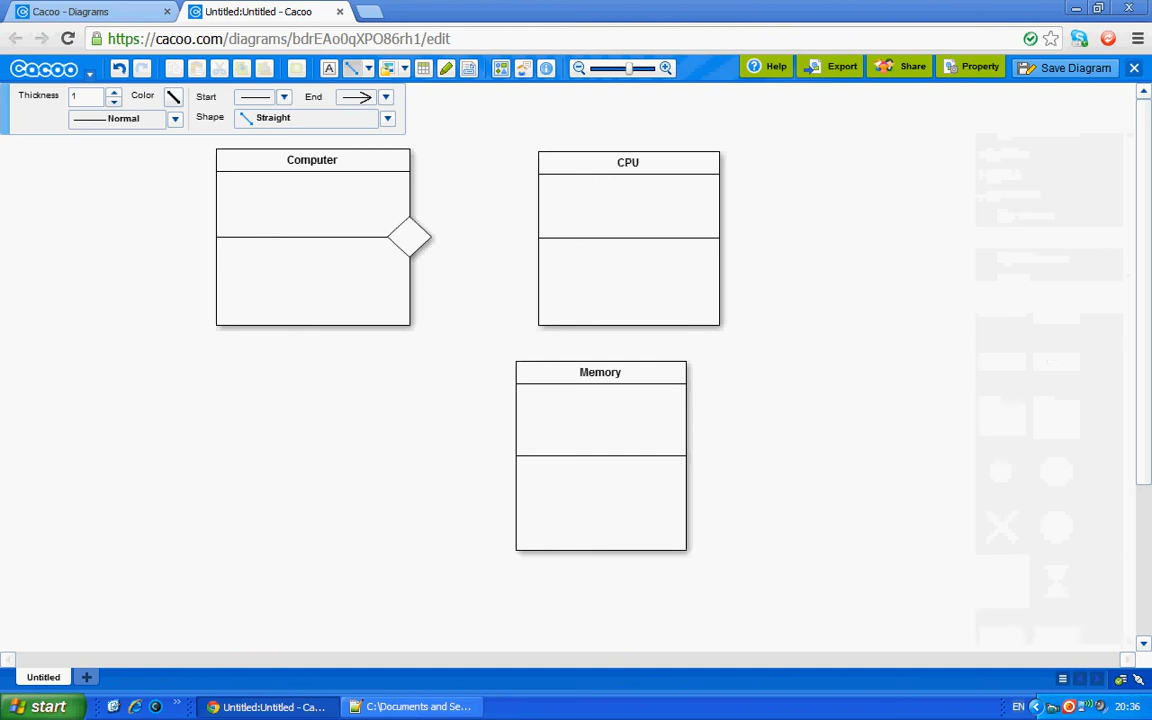 Cacoo - Diagrams
Untitled:Untitled - Cacoo
https://cacoo.com/diagrams/bdrEAo0qXPO86rh1/edit
Cacoo
A
Help
Export
Share
Property
Save Diagram
Thickness 1 Color Start End
Normal Shape Straight
Computer
CPU
Memory
Untitled
start
Untitled:Untitled - Ca...
C:\Documents and Se...
EN
20:36